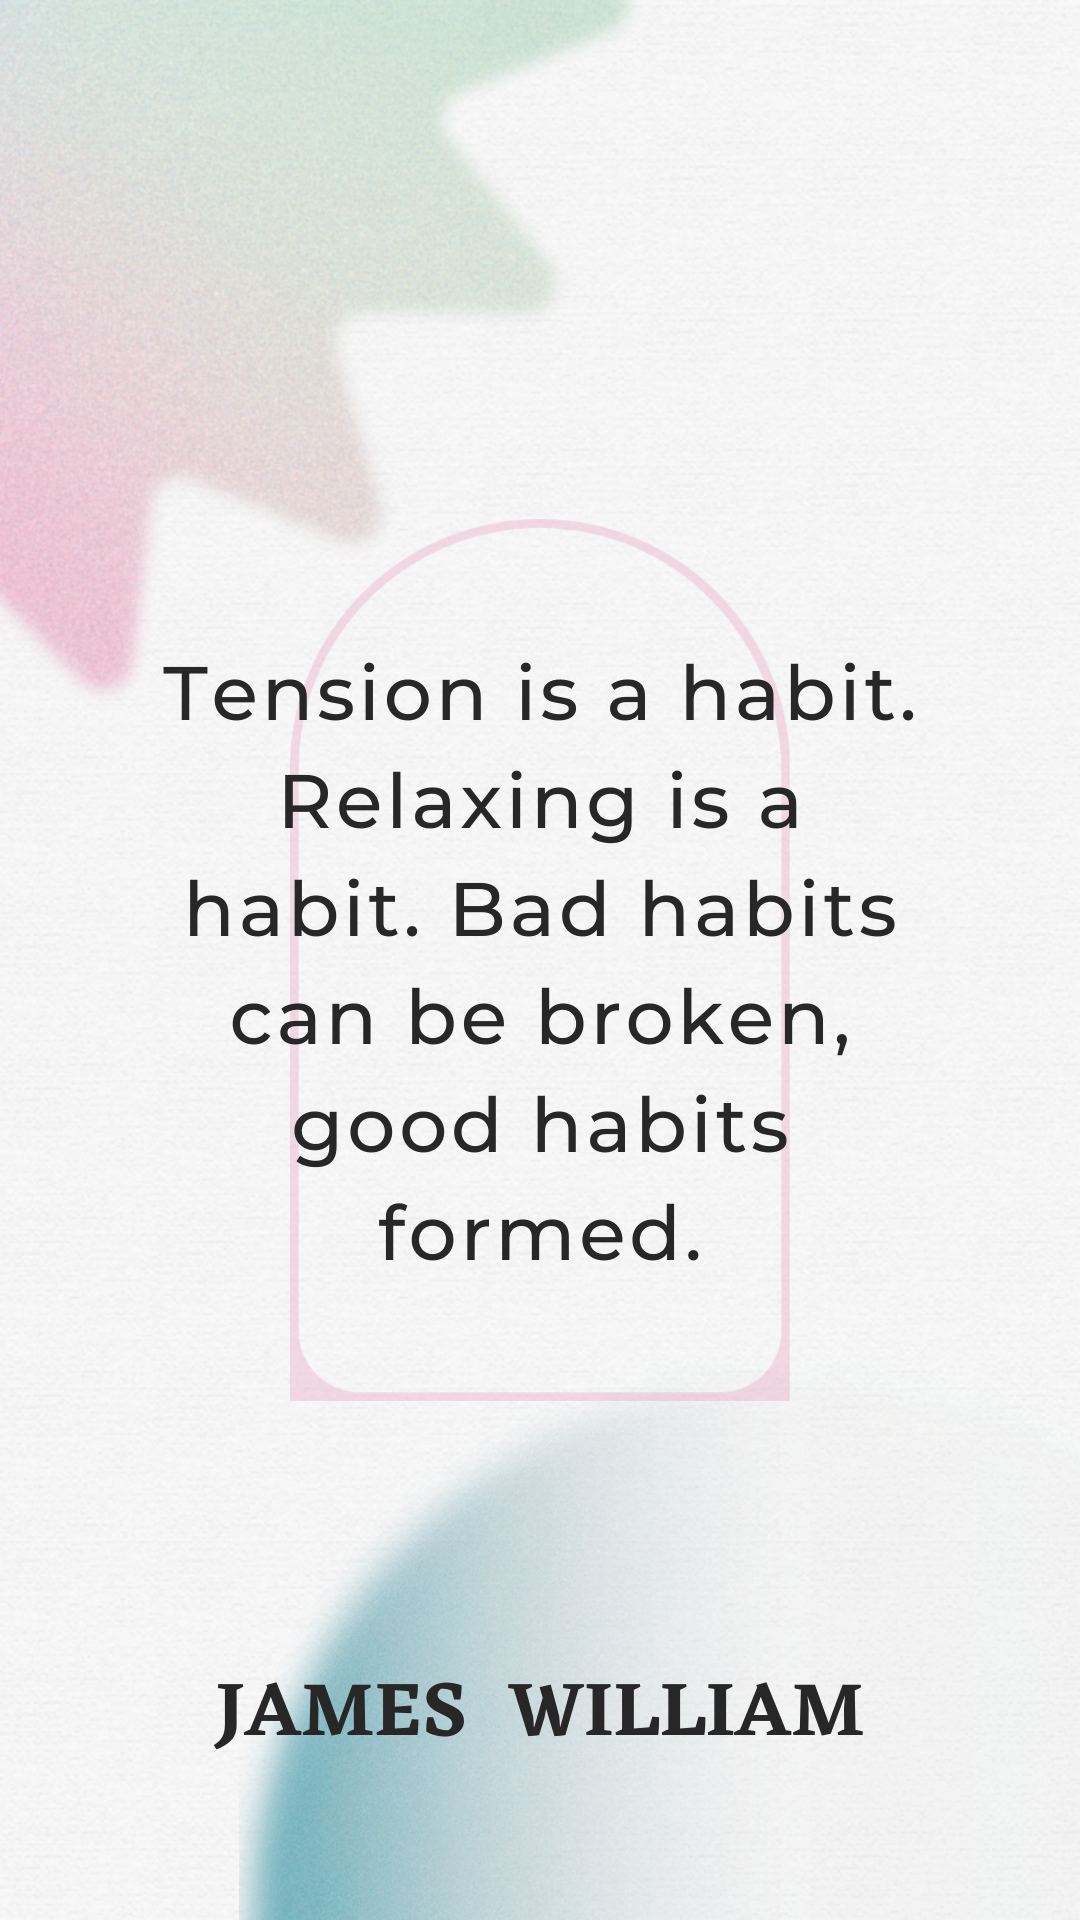 Tension is a habit.
Relaxing is a
habit. Bad habits
can be broken,
good habits
formed.
JAMES WILLIAM